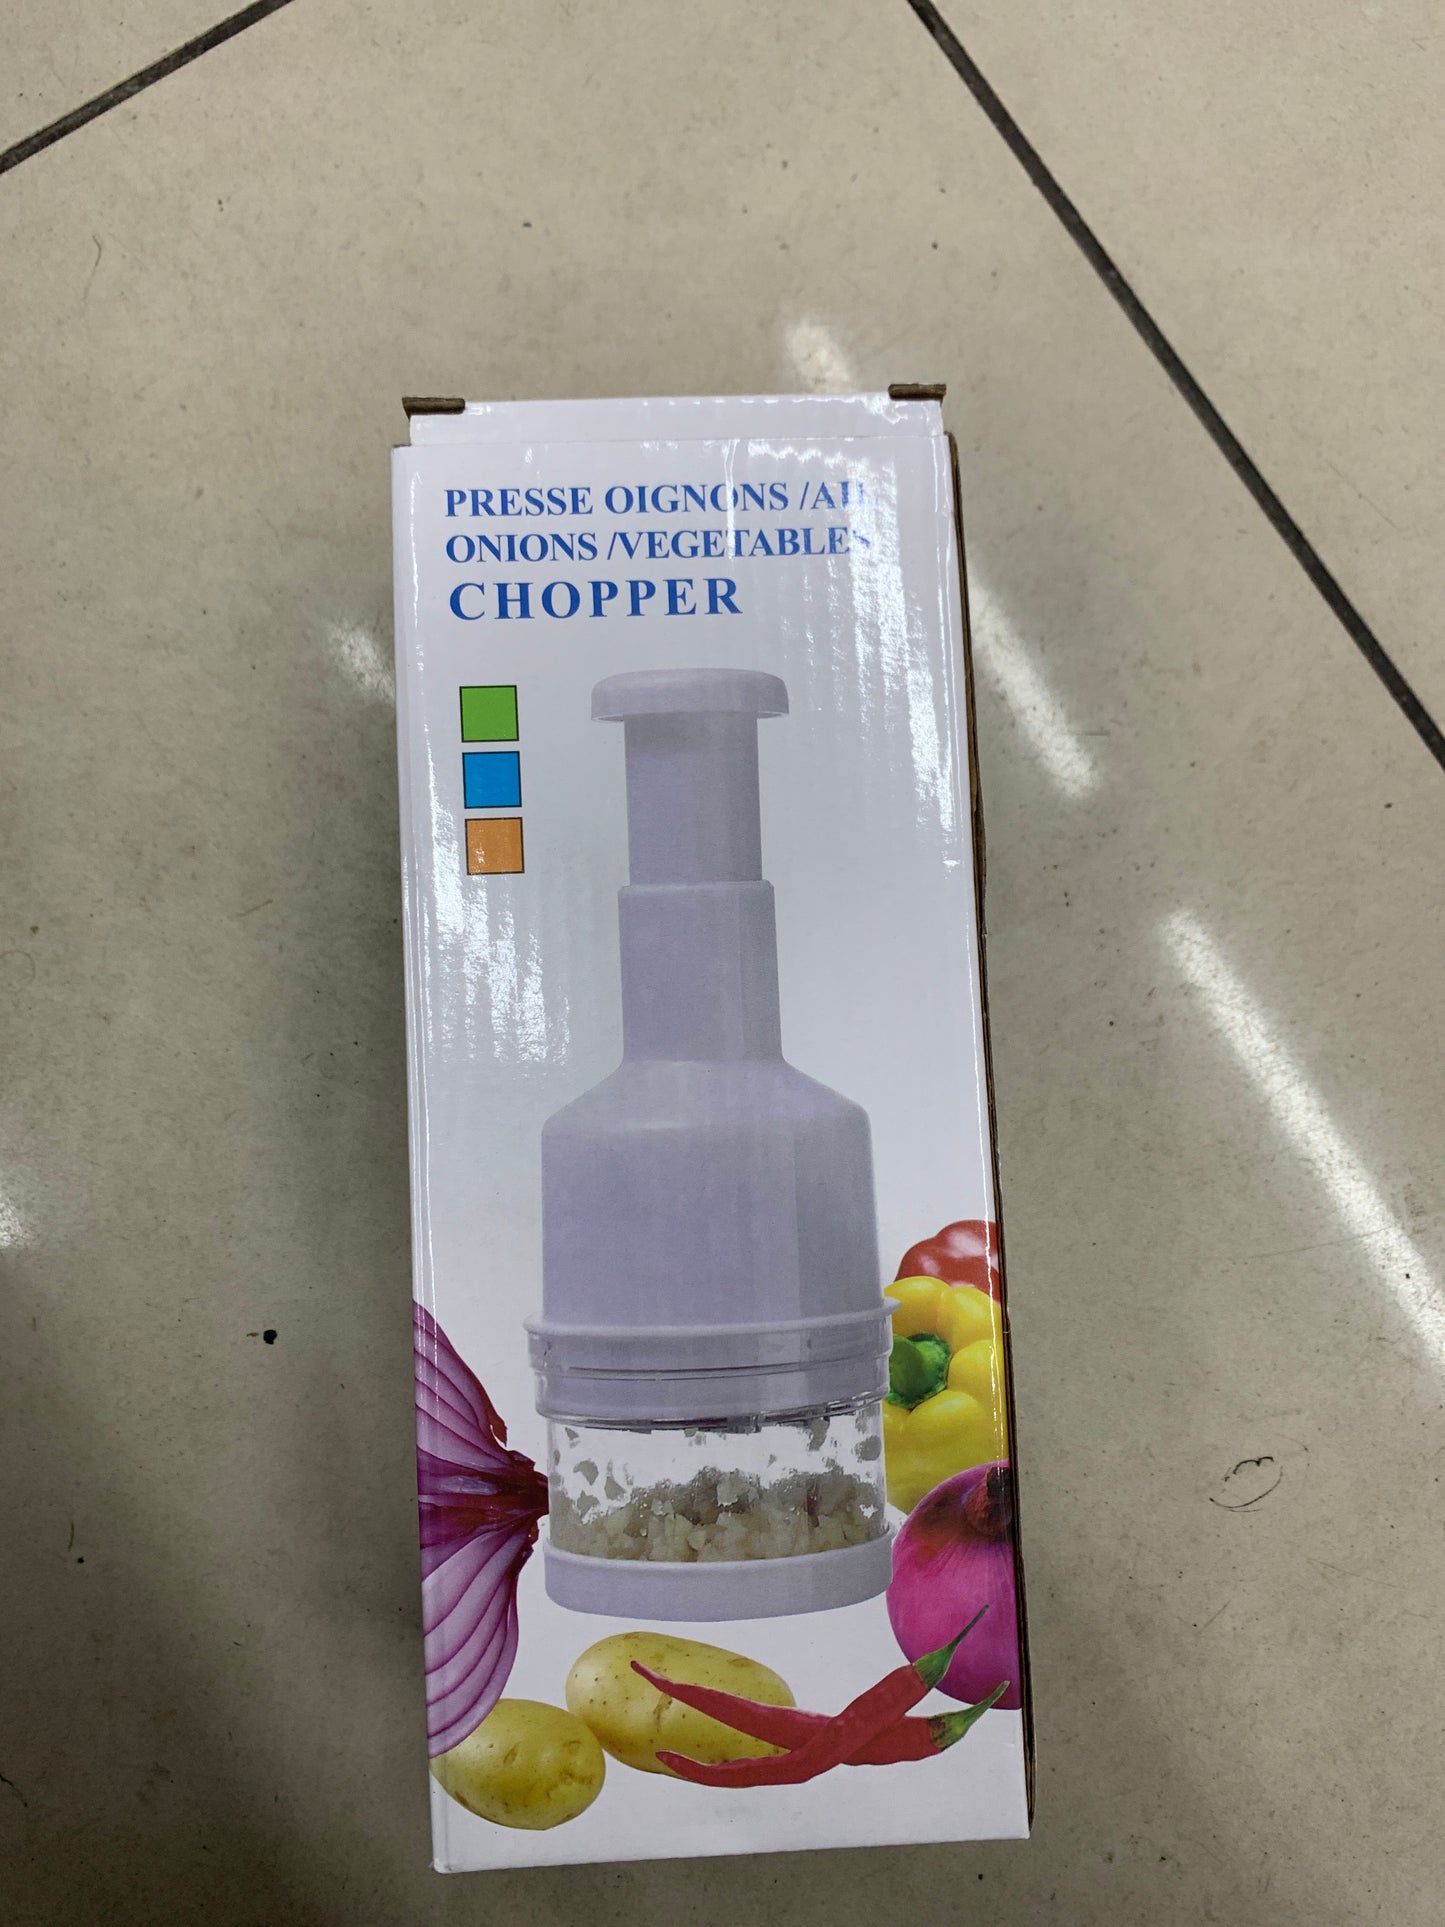 PRESSE OIGNONS /AIL
ONIONS /VEGETABLES
CHOPPER